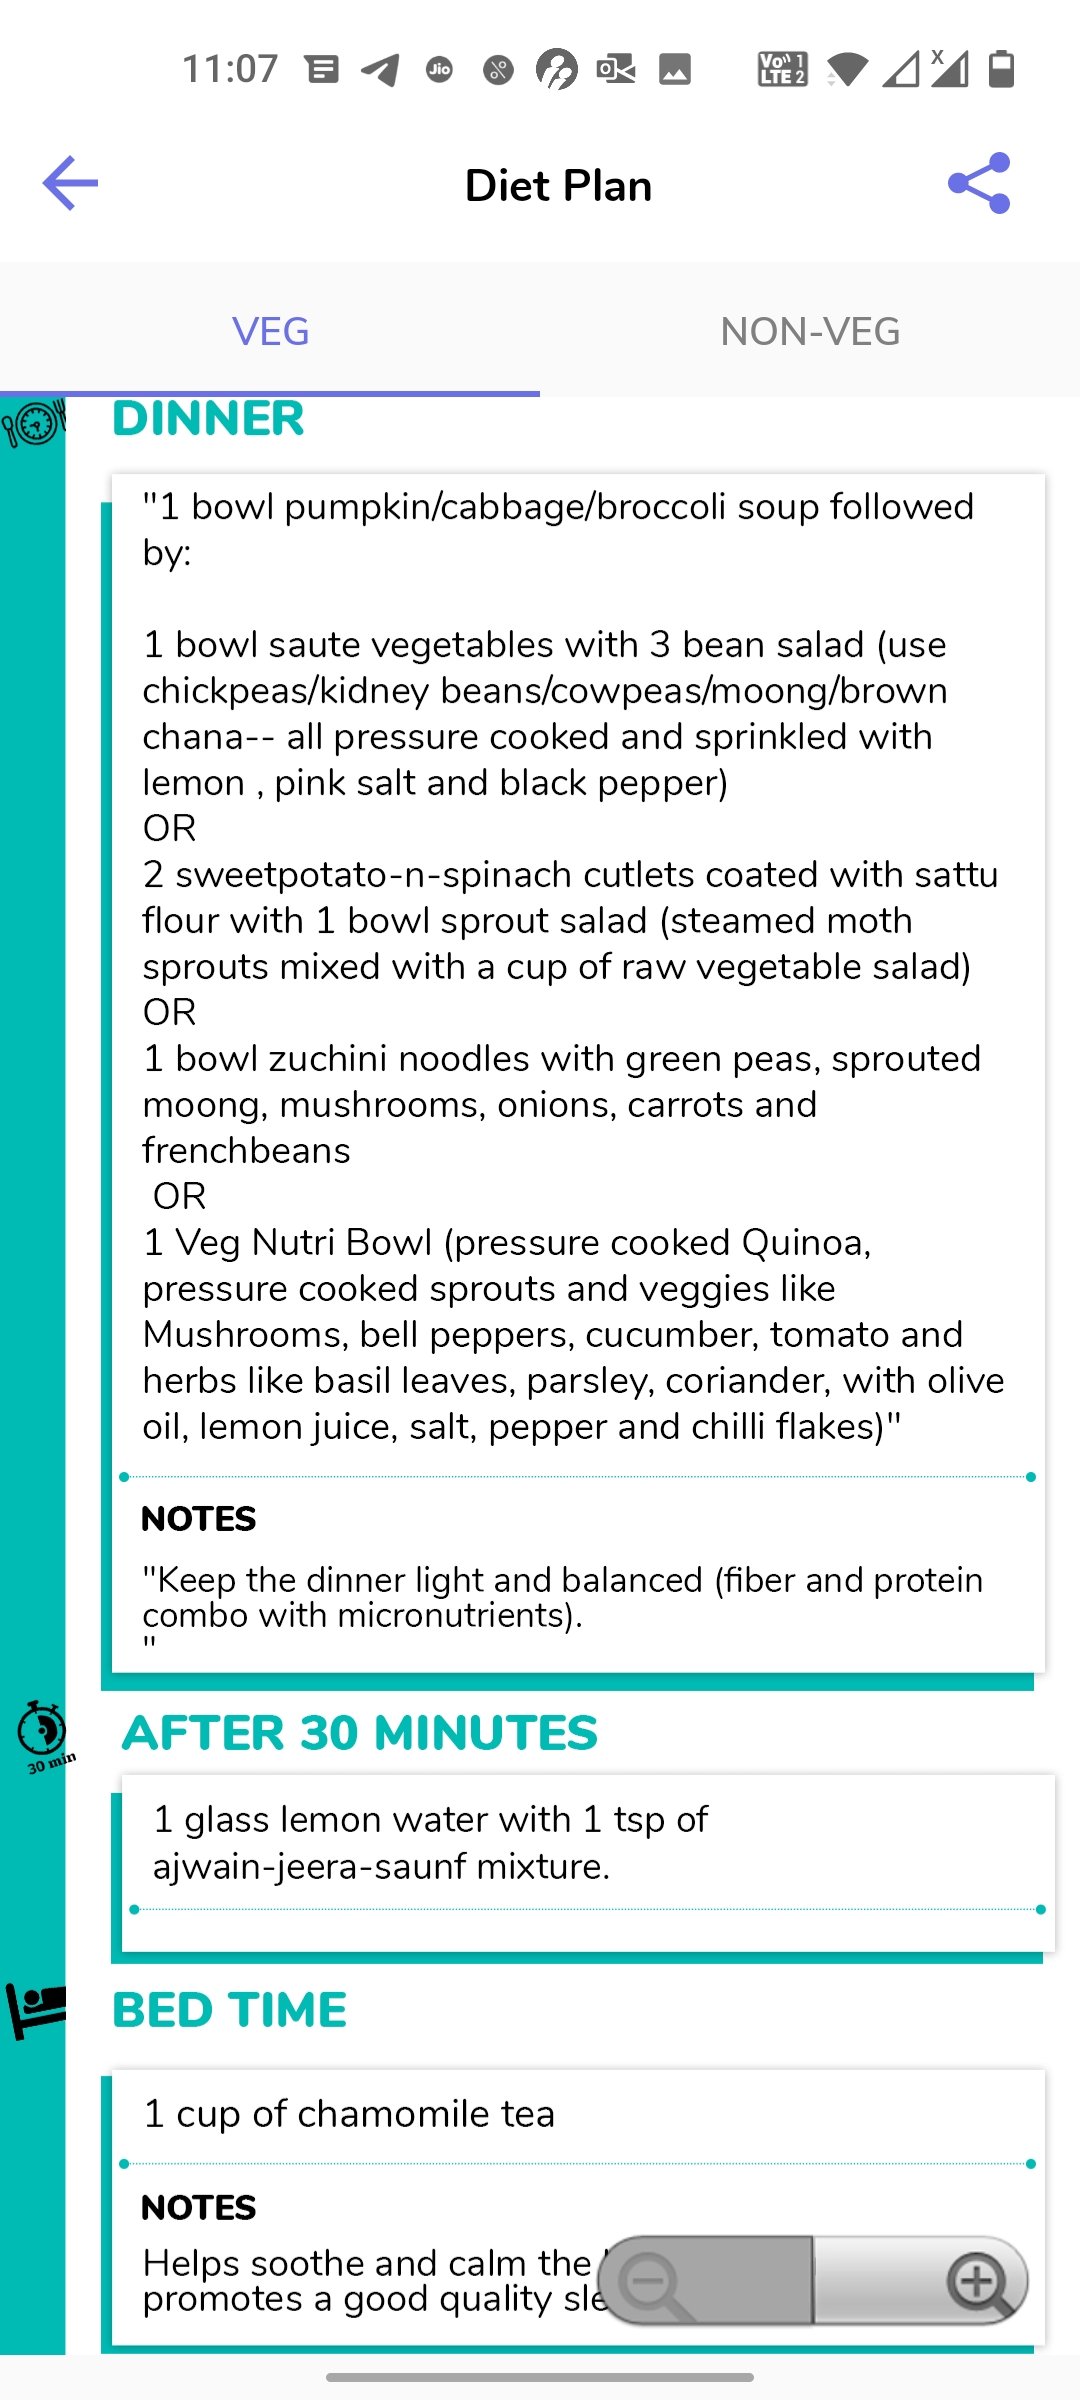 11:07
Jio
Vo)) 1
LTE 2
x
Diet Plan
VEG
NON-VEG
DINNER
"1 bowl pumpkin/cabbage/broccoli soup followed
by:
1 bowl saute vegetables with 3 bean salad (use
chickpeas/kidney beans/cowpeas/moong/brown
chana-- all pressure cooked and sprinkled with
lemon , pink salt and black pepper)
OR
2 sweetpotato-n-spinach cutlets coated with sattu
flour with 1 bowl sprout salad (steamed moth
sprouts mixed with a cup of raw vegetable salad)
OR
1 bowl zuchini noodles with green peas, sprouted
moong, mushrooms, onions, carrots and
frenchbeans
OR
1 Veg Nutri Bowl (pressure cooked Quinoa,
pressure cooked sprouts and veggies like
Mushrooms, bell peppers, cucumber, tomato and
herbs like basil leaves, parsley, coriander, with olive
oil, lemon juice, salt, pepper and chilli flakes)"
NOTES
"Keep the dinner light and balanced (fiber and protein
combo with micronutrients).
"
30 min
AFTER 30 MINUTES
1 glass lemon water with 1 tsp of
ajwain-jeera-saunf mixture.
BED TIME
1 cup of chamomile tea
NOTES
Helps soothe and calm the
promotes a good quality